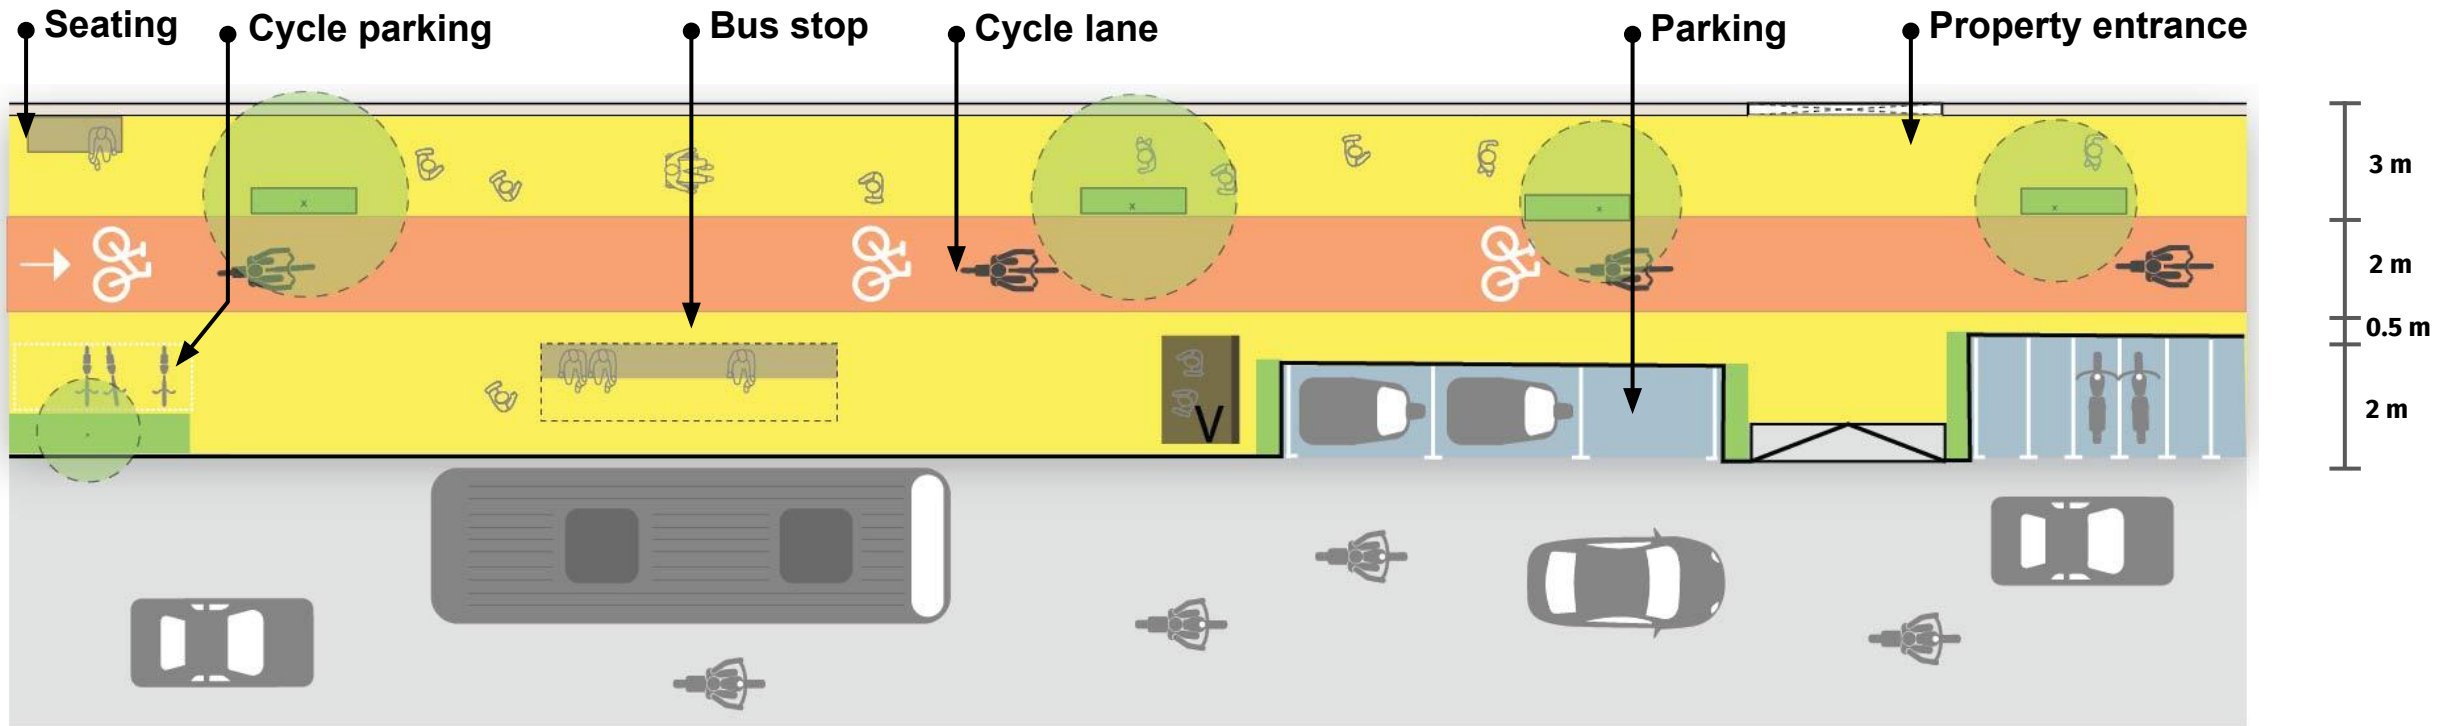 Seating
Cycle parking
Bus stop
Cycle lane
Parking
Property entrance
3 m
2 m
0.5 m
2 m
V